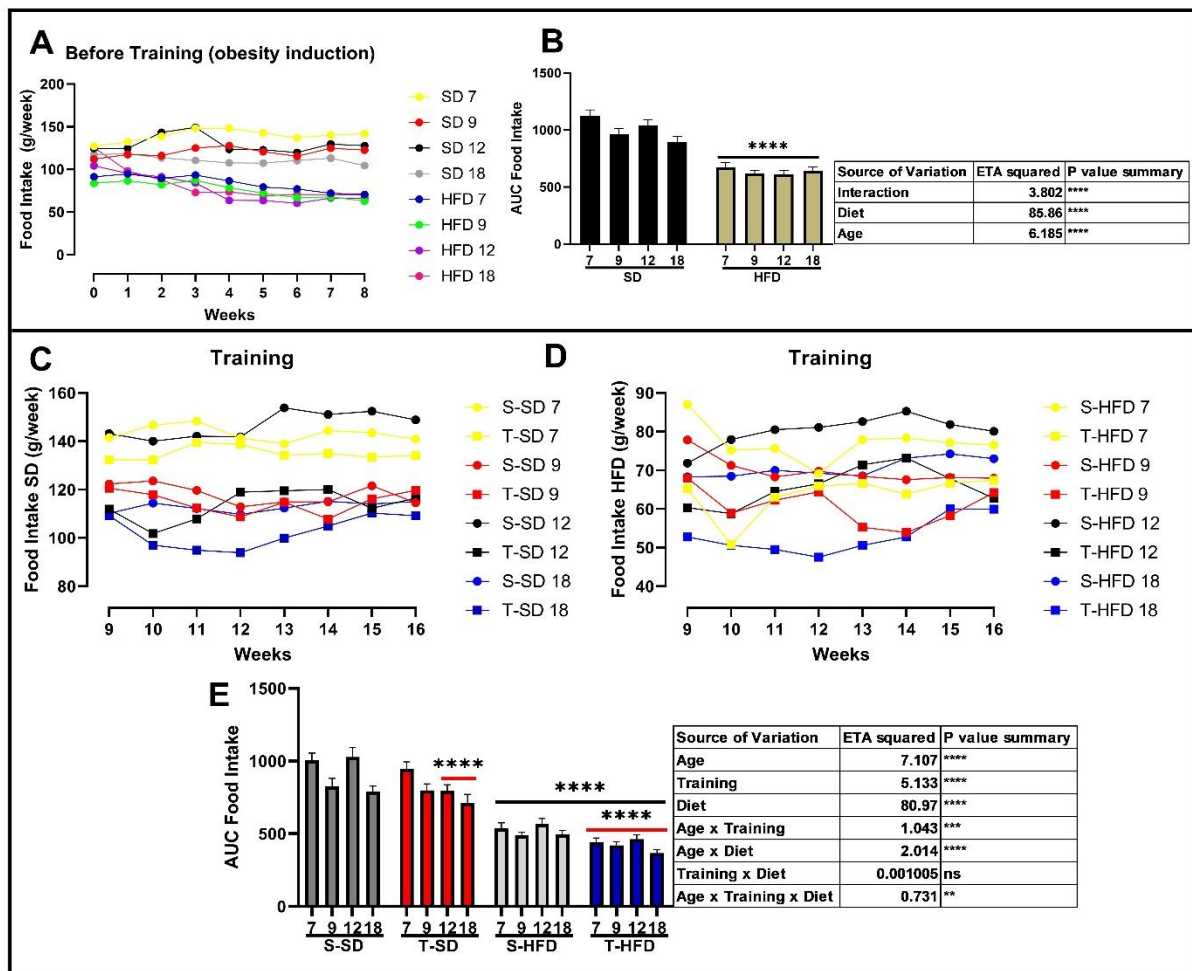 A
Before Training (obesity induction)
Food Intake (g/week)
200
150
100
50
0
0 1 2 3 4 5 6 7 8
Weeks
SD 7
SD 9
SD 12
SD 18
HFD 7
HFD 9
HFD 12
HFD 18
B
AUC Food Intake
1500
1000
500
0
****
7 9 12 18 7 9 12 18
SD HFD
Source of Variation ETA squared P value summary
Interaction 3.802 ****
Diet 85.86 ****
Age 6.185 ****
C
Training
Food Intake SD (g/week)
160
140
120
100
80
9 10 11 12 13 14 15 16
Weeks
S-SD 7
T-SD 7
S-SD 9
T-SD 9
S-SD 12
T-SD 12
S-SD 18
T-SD 18
D
Training
Food Intake HFD (g/week)
90
80
70
60
50
40
9 10 11 12 13 14 15 16
Weeks
S-HFD 7
T-HFD 7
S-HFD 9
T-HFD 9
S-HFD 12
T-HFD 12
S-HFD 18
T-HFD 18
E
AUC Food Intake
1500
1000
500
0
****
****
****
7 9 12 18 7 9 12 18 7 9 12 18 7 9 12 18
S-SD T-SD S-HFD T-HFD
Source of Variation ETA squared P value summary
Age 7.107 ****
Training 5.133 ****
Diet 80.97 ****
Age x Training 1.043 ***
Age x Diet 2.014 ****
Training x Diet 0.001005 ns
Age x Training x Diet 0.731 **